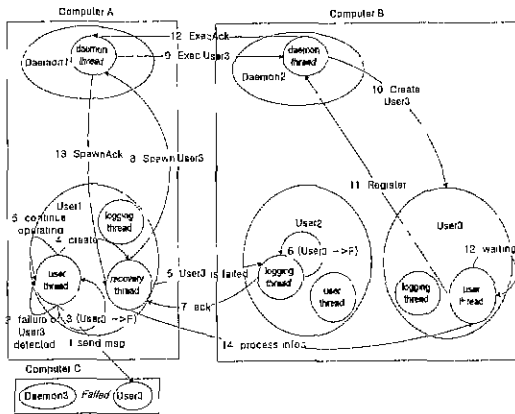 Computer A
Computer B
12 ExecAck
daemon
thread
Daemon1
9 Exec User3
daemon
thread
Daemon2
10 Create
User3
13 SpawnAck
8 Spawn User3
11 Register
User1
logging
thread
5 continue
operating
4 create
user
thread
recovery
thread
5 User3 is failed
User2
6 (User3 ->F)
logging
thread
user
thread
User3
12 waiting
logging
thread
user
thread
7 ack
2 failure of
User3
detected
3 (User3 ->F)
1 send msg
14 process infos
Computer C
Daemon3
Failed
User3